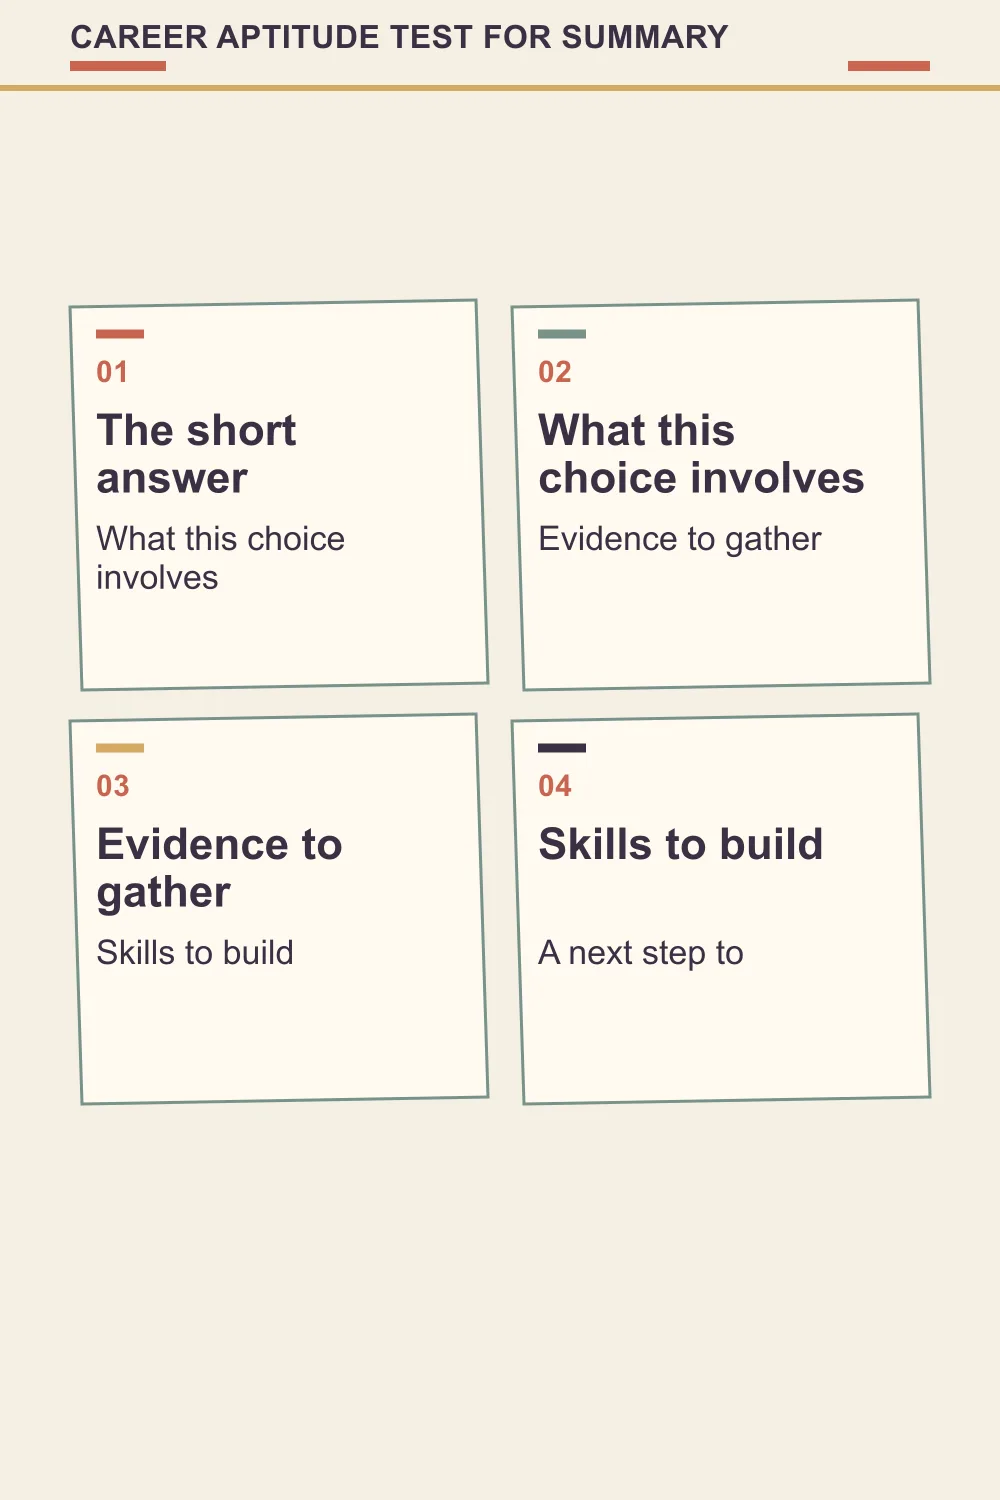 CAREER APTITUDE TEST FOR SUMMARY
01
The short
answer
What this choice
involves
02
What this
choice involves
Evidence to gather
03
Evidence to
gather
Skills to build
04
Skills to build
A next step to